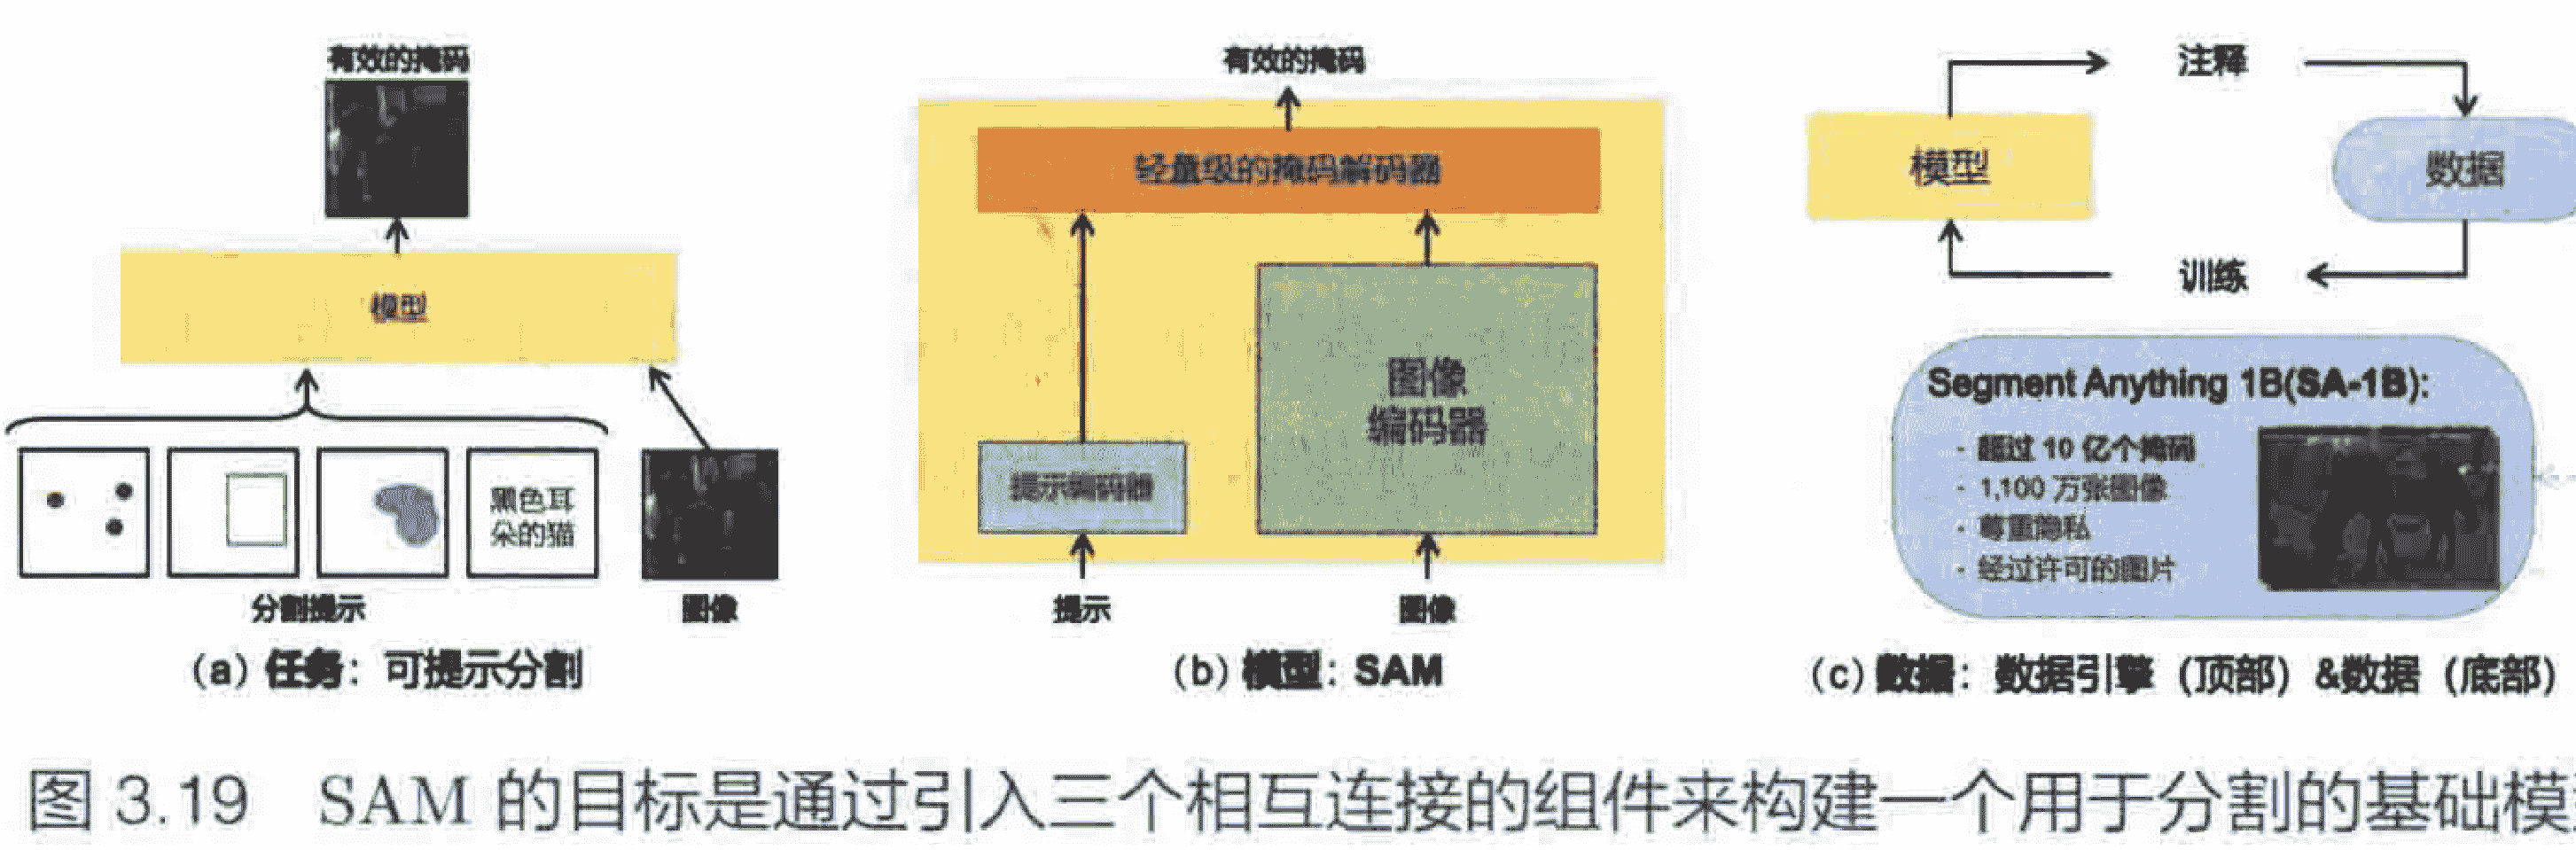 有效的掩码
模型
黑色耳
朵的猫
分割提示
图像
(a) 任务：可提示分割
有效的掩码
轻量级的掩码解码器
图像
编码器
提示编码器
提示
图像
(b) 模型：SAM
注释
模型
数据
训练
Segment Anything 1B(SA-1B):
· 超过 10 亿个掩码
· 1,100 万张图像
· 尊重隐私
· 经过许可的图片
(c) 数据：数据引擎（顶部）&数据（底部）
图 3.19 SAM 的目标是通过引入三个相互连接的组件来构建一个用于分割的基础模